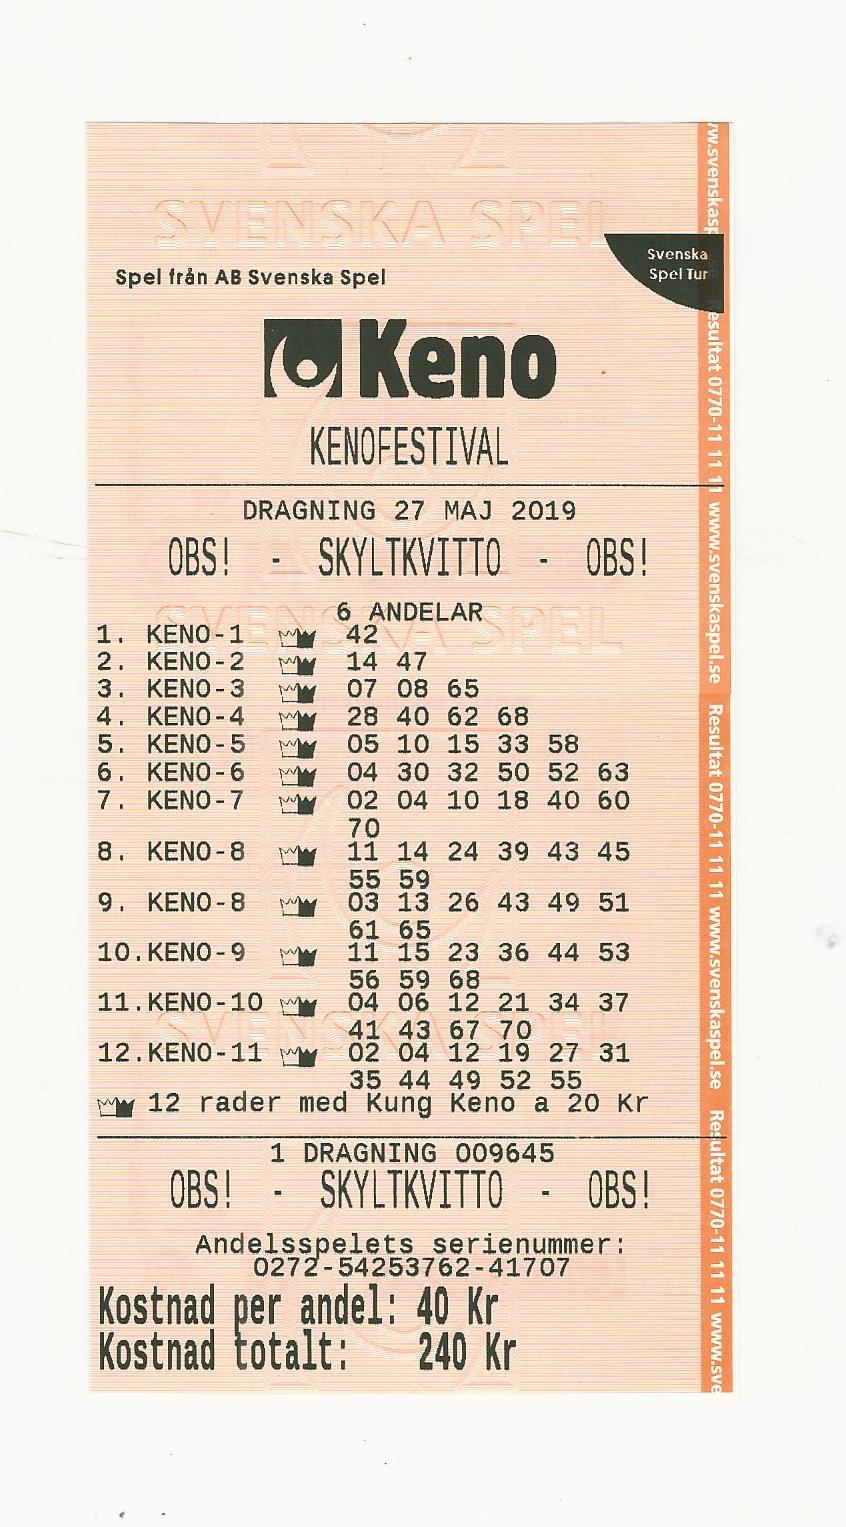 SVENSKA SPEL
Svenska
Spel Tur
Spel från AB Svenska Spel
Keno
KENOFESTIVAL
DRAGNING 27 MAJ 2019
OBS! - SKYLTKVITTO - OBS!
SVENSKA SPEL
6 ANDELAR
1. KENO-1 42
2. KENO-2 14 47
3. KENO-3 07 08 65
4. KENO-4 28 40 62 68
5. KENO-5 05 10 15 33 58
6. KENO-6 04 30 32 50 52 63
7. KENO-7 02 04 10 18 40 60
70
8. KENO-8 11 14 24 39 43 45
55 59
9. KENO-8 03 13 26 43 49 51
61 65
10.KENO-9 11 15 23 36 44 53
56 59 68
11.KENO-10 04 06 12 21 34 37
41 43 67 70
SVENSKA SPEL
12.KENO-11 02 04 12 19 27 31
35 44 49 52 55
12 rader med Kung Keno a 20 Kr
1 DRAGNING 009645
OBS! - SKYLTKVITTO - OBS!
Andelsspelets serienummer:
0272-54253762-41707
Kostnad per andel: 40 Kr
Kostnad totalt: 240 Kr
w.svenskasp Resultat 0770-11 11 11 www.svenskaspel.se Resultat 0770-11 11 11 www.svenskaspel.se Resultat 0770-11 11 11 www.sve